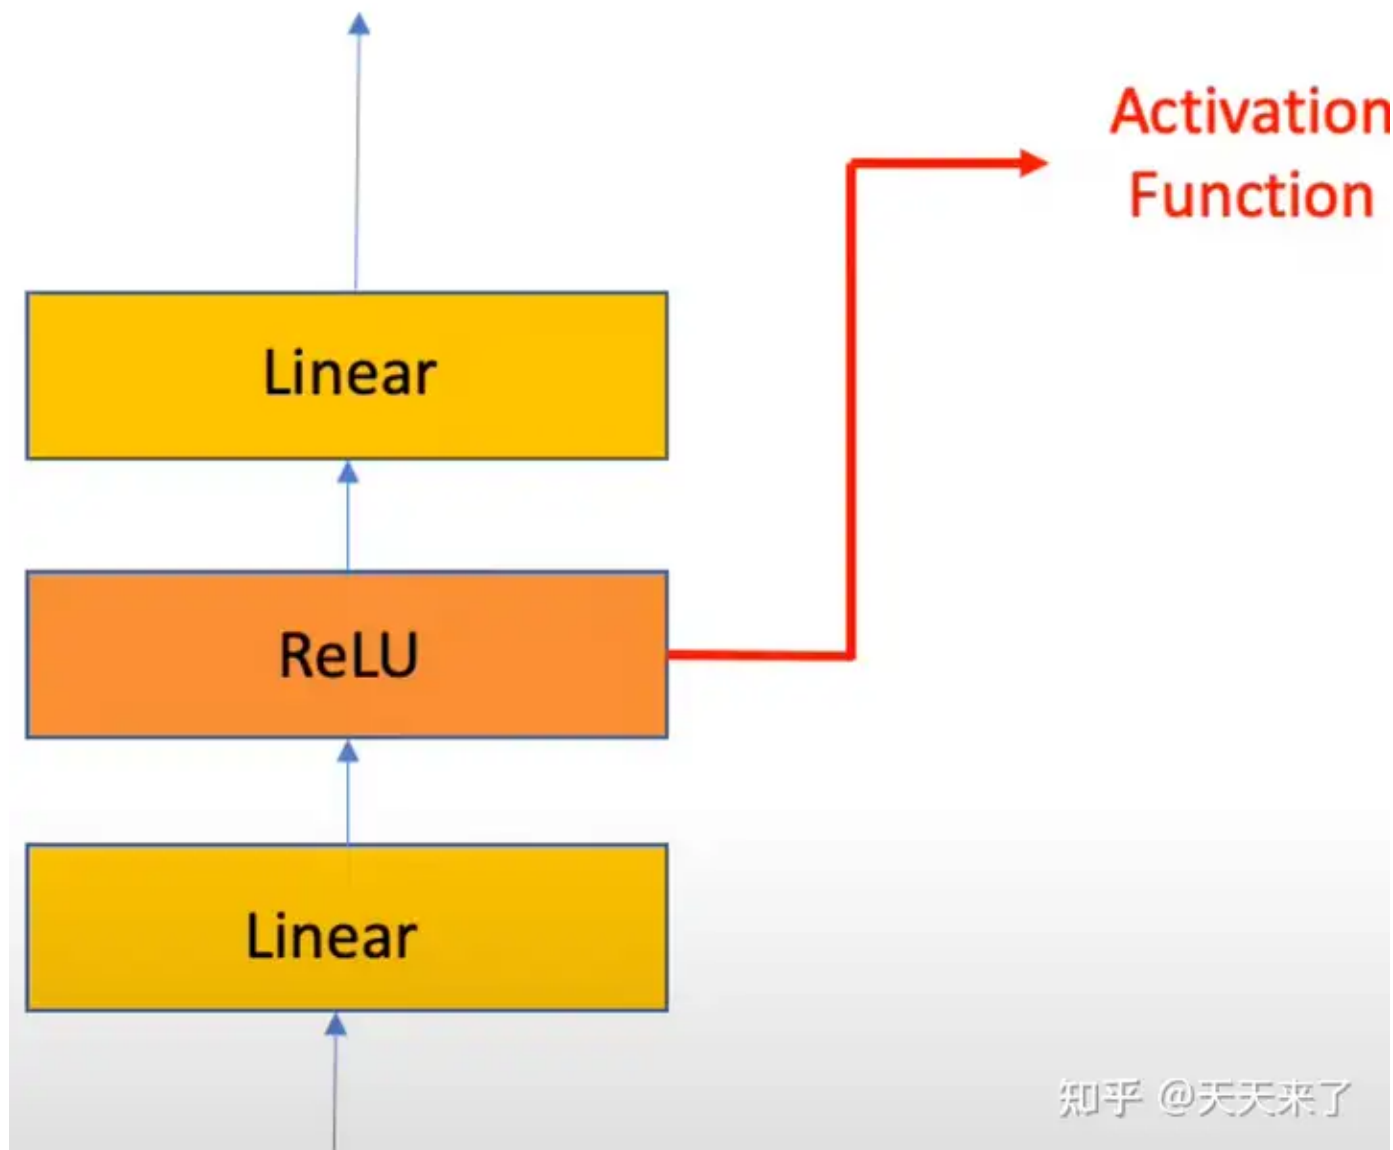 Activation
Function
Linear
ReLU
Linear
知乎 @天天来了